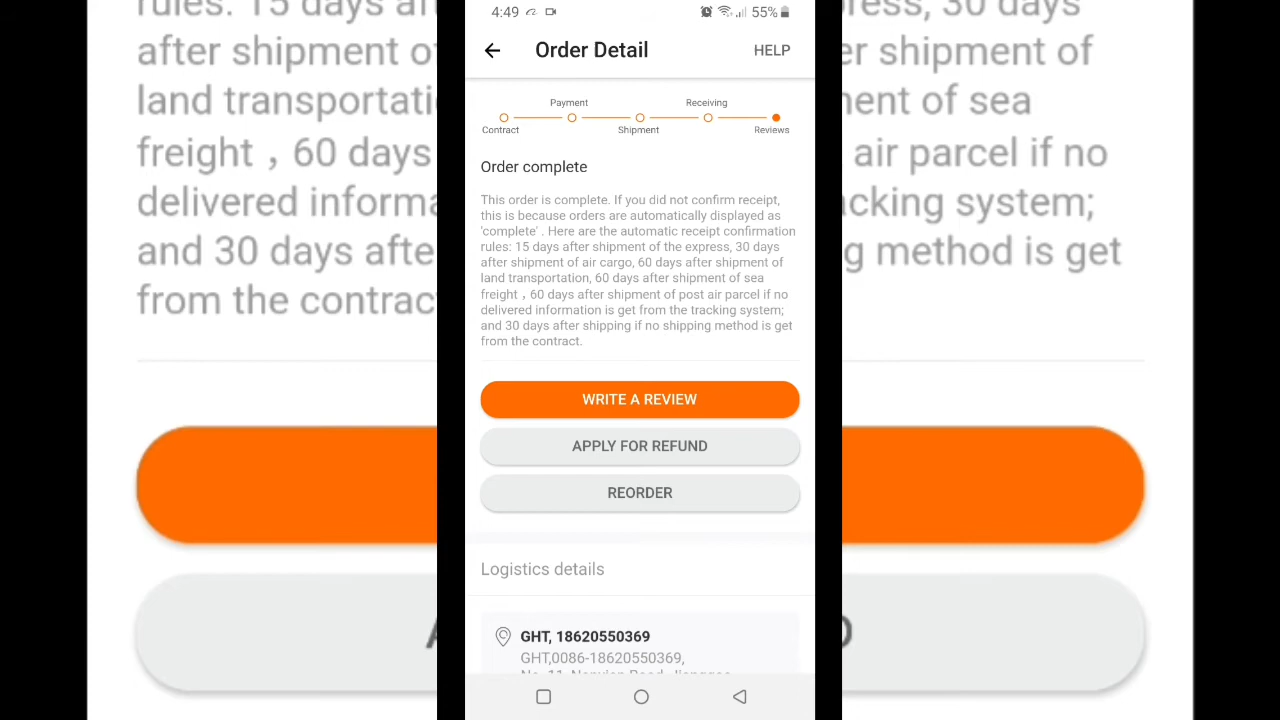 4:49 55%
Order Detail HELP
Payment Receiving
Contract Shipment Reviews
Order complete
This order is complete. If you did not confirm receipt,
this is because orders are automatically displayed as
'complete' . Here are the automatic receipt confirmation
rules: 15 days after shipment of the express, 30 days
after shipment of air cargo, 60 days after shipment of
land transportation, 60 days after shipment of sea
freight , 60 days after shipment of post air parcel if no
delivered information is get from the tracking system;
and 30 days after shipping if no shipping method is get
from the contract.
WRITE A REVIEW
APPLY FOR REFUND
REORDER
Logistics details
GHT, 18620550369
GHT,0086-18620550369,